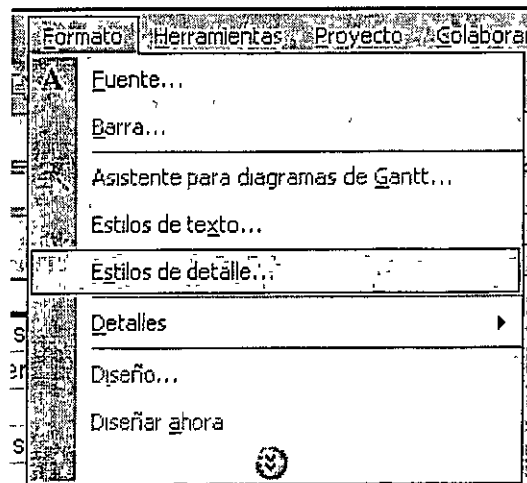 Formato Herramientas Proyecto Colaborar
A Fuente...
Barra...
Asistente para diagramas de Gantt...
Estilos de texto...
Estilos de detalle...
Detalles
Diseño...
Diseñar ahora